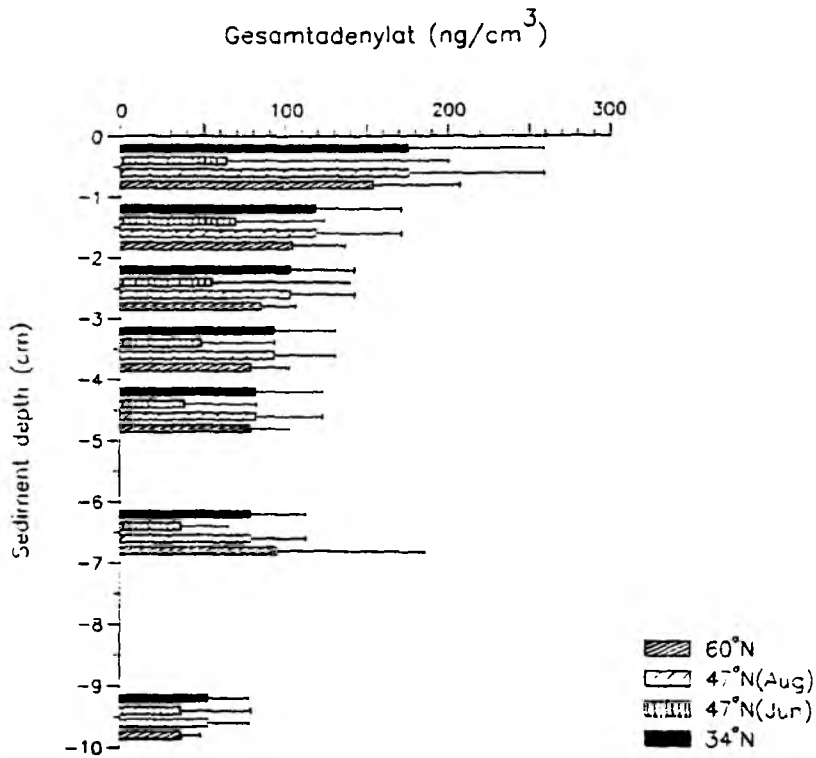 Gesamtadenylat (ng/cm³)
0 100 200 300
0
-1
-2
-3
-4
-5
-6
-7
-8
-9
-10
Sediment depth (cm)
60°N
47°N(Aug)
47°N(Jun)
34°N